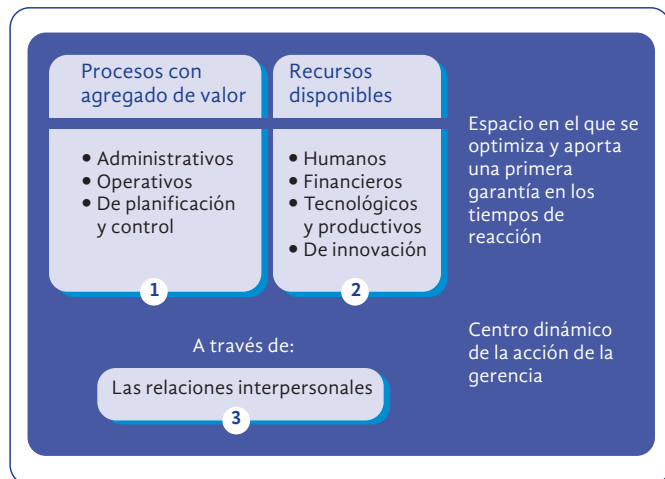 Procesos con
agregado de valor
• Administrativos
• Operativos
• De planificación
y control
1
Recursos
disponibles
• Humanos
• Financieros
• Tecnológicos
y productivos
• De innovación
2
Espacio en el que se
optimiza y aporta
una primera
garantía en los
tiempos de
reacción
A través de:
Las relaciones interpersonales
3
Centro dinámico
de la acción de la
gerencia